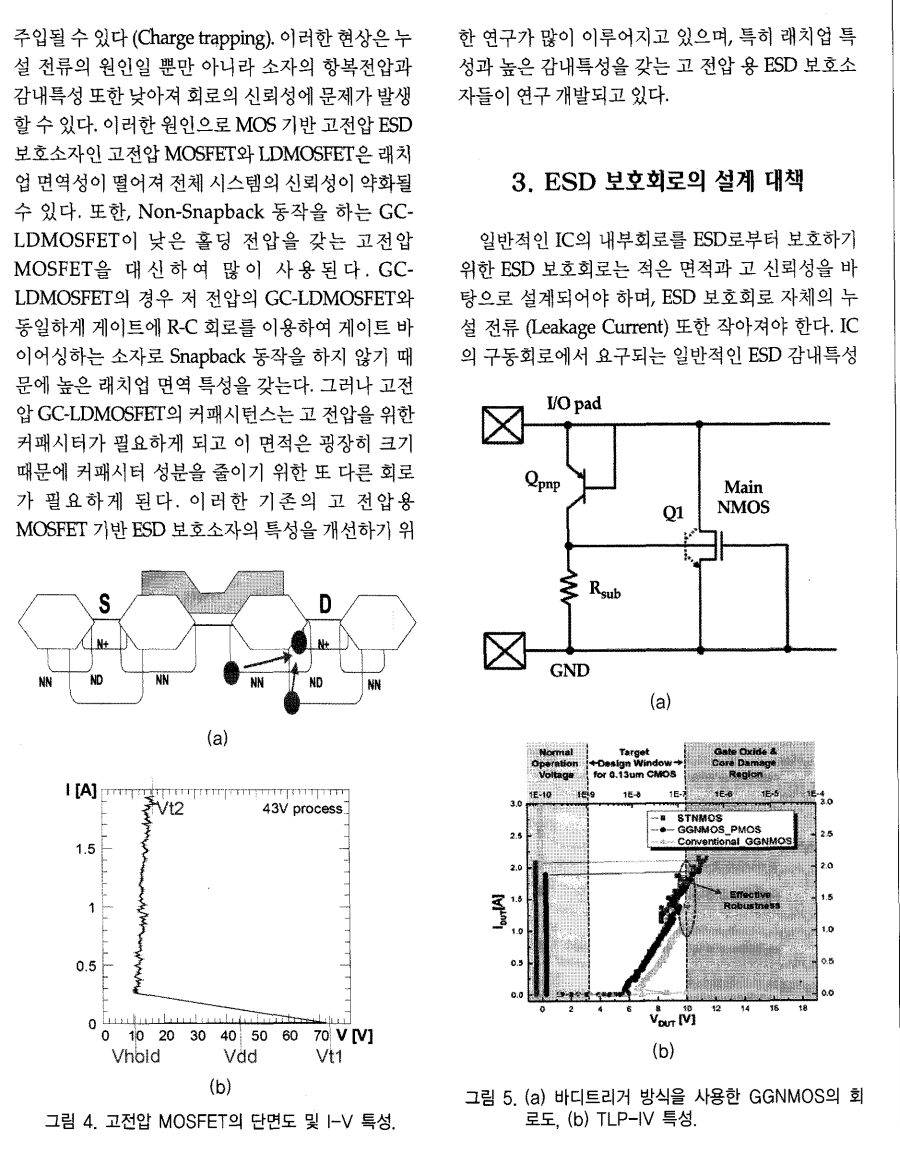 주입될 수 있다 (Charge trapping). 이러한 현상은 누
설 전류의 원인일 뿐만 아니라 소자의 항복전압과
감내특성 또한 낮아져 회로의 신뢰성에 문제가 발생
할 수 있다. 이러한 원인으로 MOS 기반 고전압 ESD
보호소자인 고전압 MOSFET와 LDMOSFET은 래치
업 면역성이 떨어져 전체 시스템의 신뢰성이 약화될
수 있다. 또한, Non-Snapback 동작을 하는 GC-
LDMOSFET이 낮은 홀딩 전압을 갖는 고전압
MOSFET을 대신하여 많이 사용된다. GC-
LDMOSFET의 경우 저 전압의 GC-LDMOSFET와
동일하게 게이트에 R-C 회로를 이용하여 게이트 바
이어싱하는 소자로 Snapback 동작을 하지 않기 때
문에 높은 래치업 면역 특성을 갖는다. 그러나 고전
압 GC-LDMOSFET의 커패시턴스는 고 전압을 위한
커패시터가 필요하게 되고 이 면적은 굉장히 크기
때문에 커패시터 성분을 줄이기 위한 또 다른 회로
가 필요하게 된다. 이러한 기존의 고 전압용
MOSFET 기반 ESD 보호소자의 특성을 개선하기 위
S D
N+ N+
NN ND NN NN ND NN
(a)
I [A]
Vt2
43V process
1.5
1
0.5
0
0 10 20 30 40 50 60 70 V [V]
Vhold Vdd Vt1
(b)
그림 4. 고전압 MOSFET의 단면도 및 I-V 특성.
한 연구가 많이 이루어지고 있으며, 특히 래치업 특
성과 높은 감내특성을 갖는 고 전압 용 ESD 보호소
자들이 연구 개발되고 있다.
3. ESD 보호회로의 설계 대책
일반적인 IC의 내부회로를 ESD로부터 보호하기
위한 ESD 보호회로는 적은 면적과 고 신뢰성을 바
탕으로 설계되어야 하며, ESD 보호회로 자체의 누
설 전류 (Leakage Current) 또한 작아져야 한다. IC
의 구동회로에서 요구되는 일반적인 ESD 감내특성
I/O pad
Qpnp
Q1
Main
NMOS
Rsub
GND
(a)
Normal
Operation
Voltage
Target
Design Window
for 0.13um CMOS
Gate Oxide &
Core Damage
Region
1E-10 1E-9 1E-8 1E-7 1E-6 1E-5 1E-4
STNMOS
GGNMOS_PMOS
Conventional_GGNMOS
Effective
Robustness
IDUT[A]
3.0 3.0
2.5 2.5
2.0 2.0
1.5 1.5
1.0 1.0
0.5 0.5
0.0 0.0
0 2 4 6 8 10 12 14 16 18
VDUT [V]
(b)
그림 5. (a) 바디트리거 방식을 사용한 GGNMOS의 회
로도, (b) TLP-IV 특성.